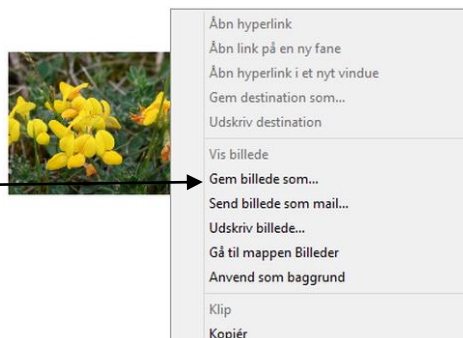 Åbn hyperlink
Åbn link på en ny fane
Åbn hyperlink i et nyt vindue
Gem destination som...
Udskriv destination
Vis billede
Gem billede som...
Send billede som mail...
Udskriv billede...
Gå til mappen Billeder
Anvend som baggrund
Klip
Kopiér